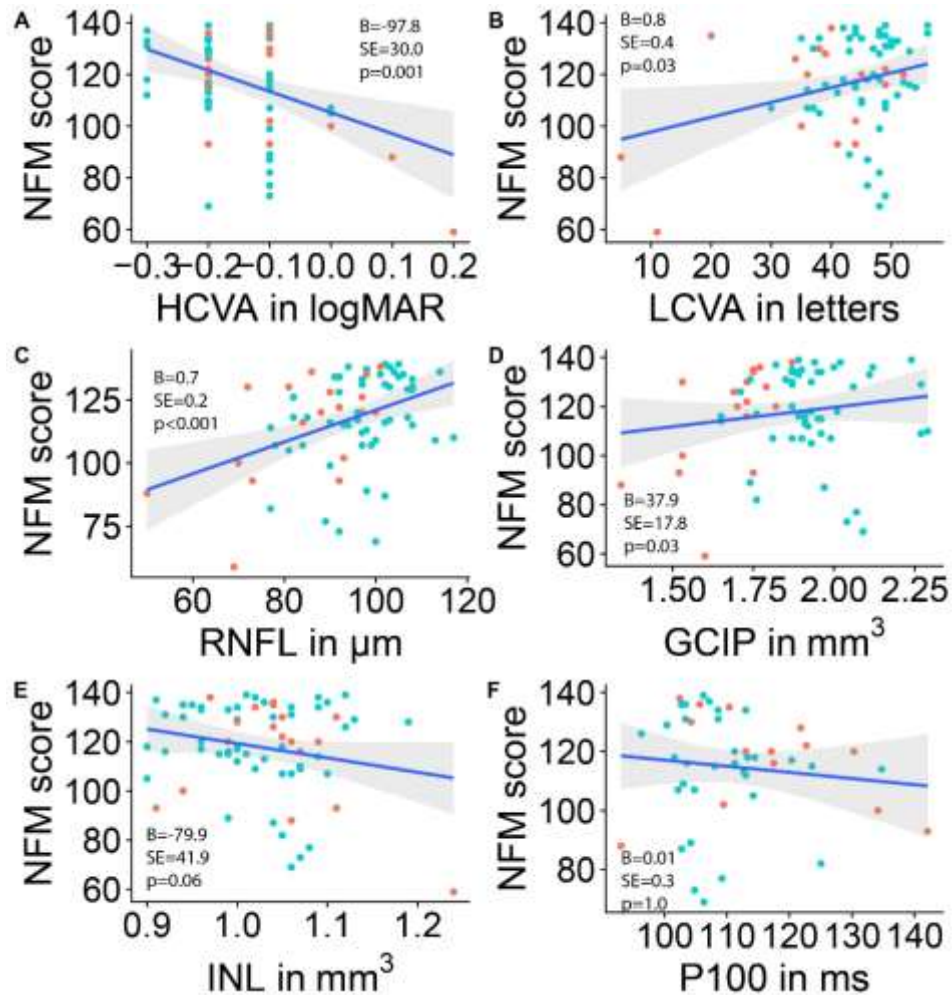 A
B=-97.8
SE=30.0
p=0.001
NFM score
140
120
100
80
60
−0.3−0.2−0.10.0 0.1 0.2
HCVA in logMAR
B
B=0.8
SE=0.4
p=0.03
NFM score
140
120
100
80
60
10 20 30 40 50
LCVA in letters
C
B=0.7
SE=0.2
p<0.001
NFM score
125
100
75
60 80 100 120
RNFL in µm
D
B=37.9
SE=17.8
p=0.03
NFM score
140
120
100
80
60
1.50 1.75 2.00 2.25
GCIP in mm³
E
B=-79.9
SE=41.9
p=0.06
NFM score
140
120
100
80
60
0.9 1.0 1.1 1.2
INL in mm³
F
B=0.01
SE=0.3
p=1.0
NFM score
140
120
100
80
100 110 120 130 140
P100 in ms